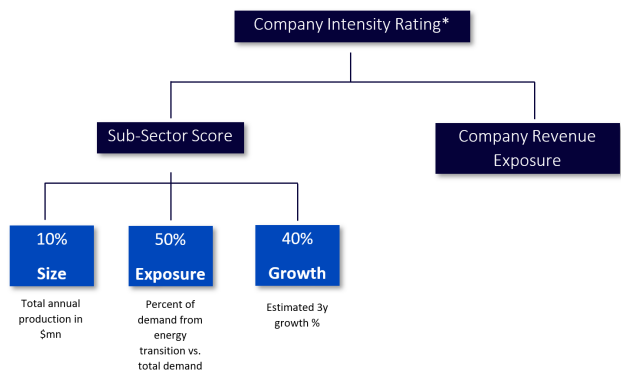 Company Intensity Rating*
Sub-Sector Score
Company Revenue
Exposure
10%
Size
50%
Exposure
40%
Growth
Total annual
production in
$mn
Percent of
demand from
energy
transition vs.
total demand
Estimated 3y
growth %